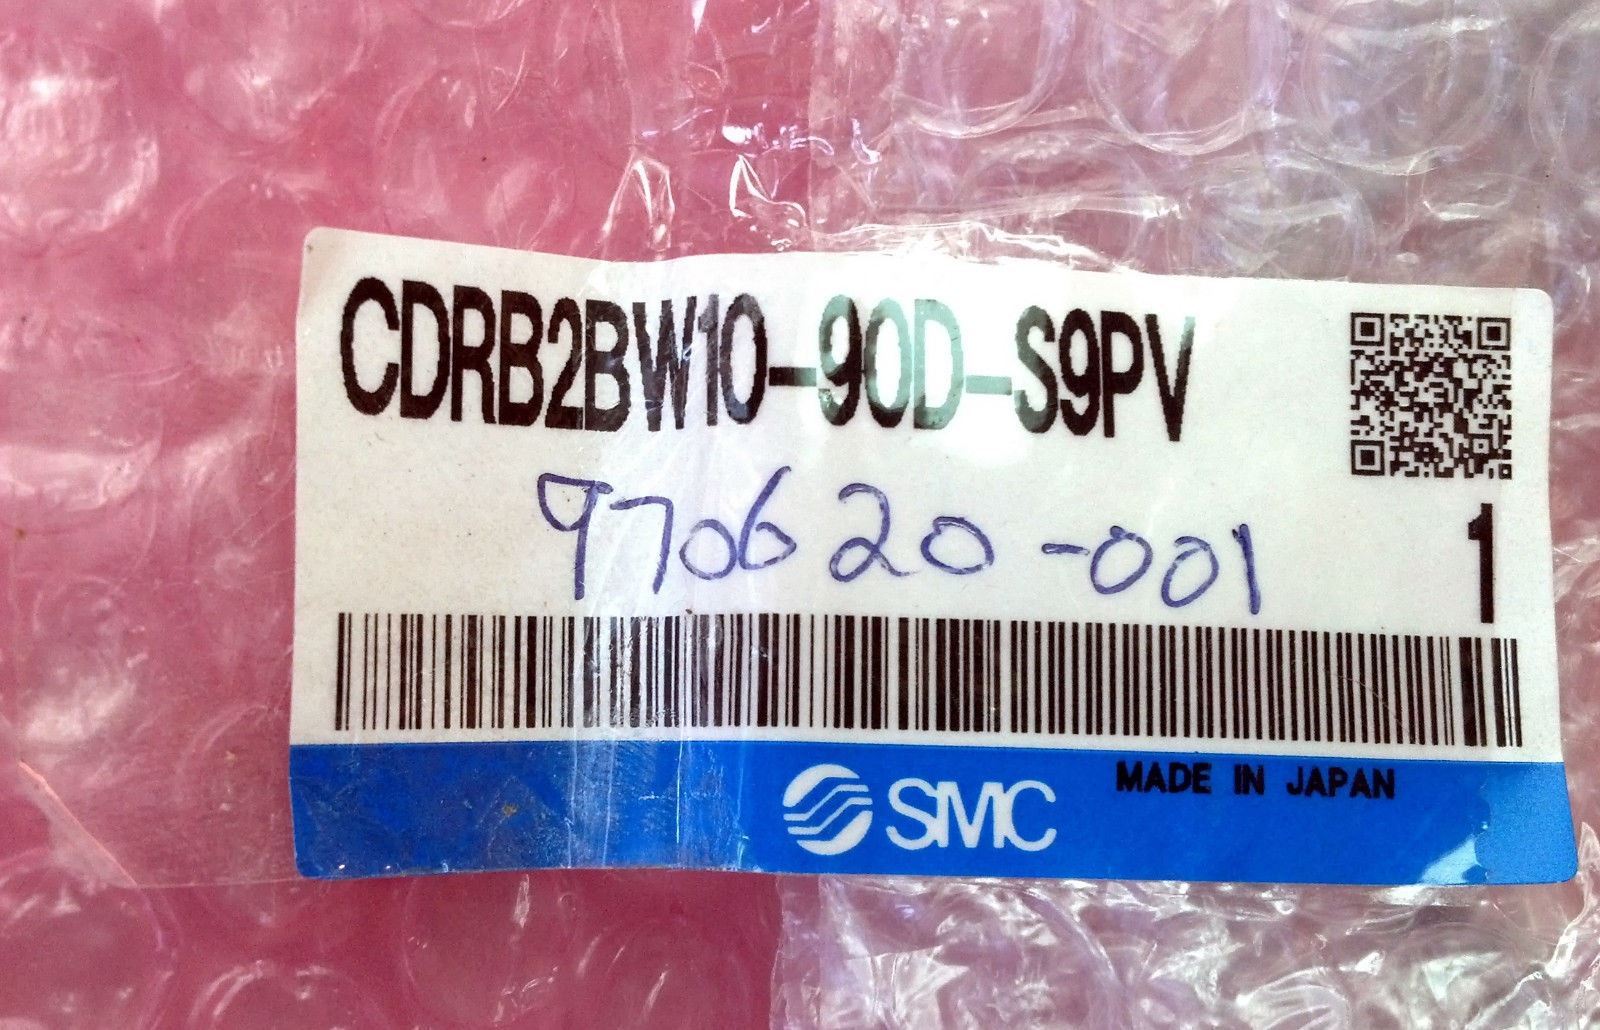 CDRB2BW10-90D-S9PV
970620-001
1
SMC
MADE IN JAPAN